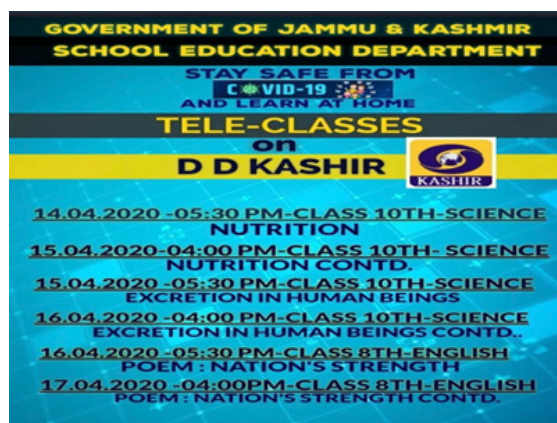 GOVERNMENT OF JAMMU & KASHMIR
SCHOOL EDUCATION DEPARTMENT
STAY SAFE FROM
COVID-19
AND LEARN AT HOME
TELE-CLASSES
on
D D KASHIR
KASHIR
14.04.2020 -05:30 PM-CLASS 10TH-SCIENCE
NUTRITION
15.04.2020-04:00 PM-CLASS 10TH- SCIENCE
NUTRITION CONTD.
15.04.2020-05:30 PM-CLASS 10TH-SCIENCE
EXCRETION IN HUMAN BEINGS
16.04.2020 -04:00 PM-CLASS 10TH-SCIENCE
EXCRETION IN HUMAN BEINGS CONTD..
16.04.2020 -05:30 PM-CLASS 8TH-ENGLISH
POEM : NATION'S STRENGTH
17.04.2020 -04:00PM-CLASS 8TH-ENGLISH
POEM : NATION'S STRENGTH CONTD.